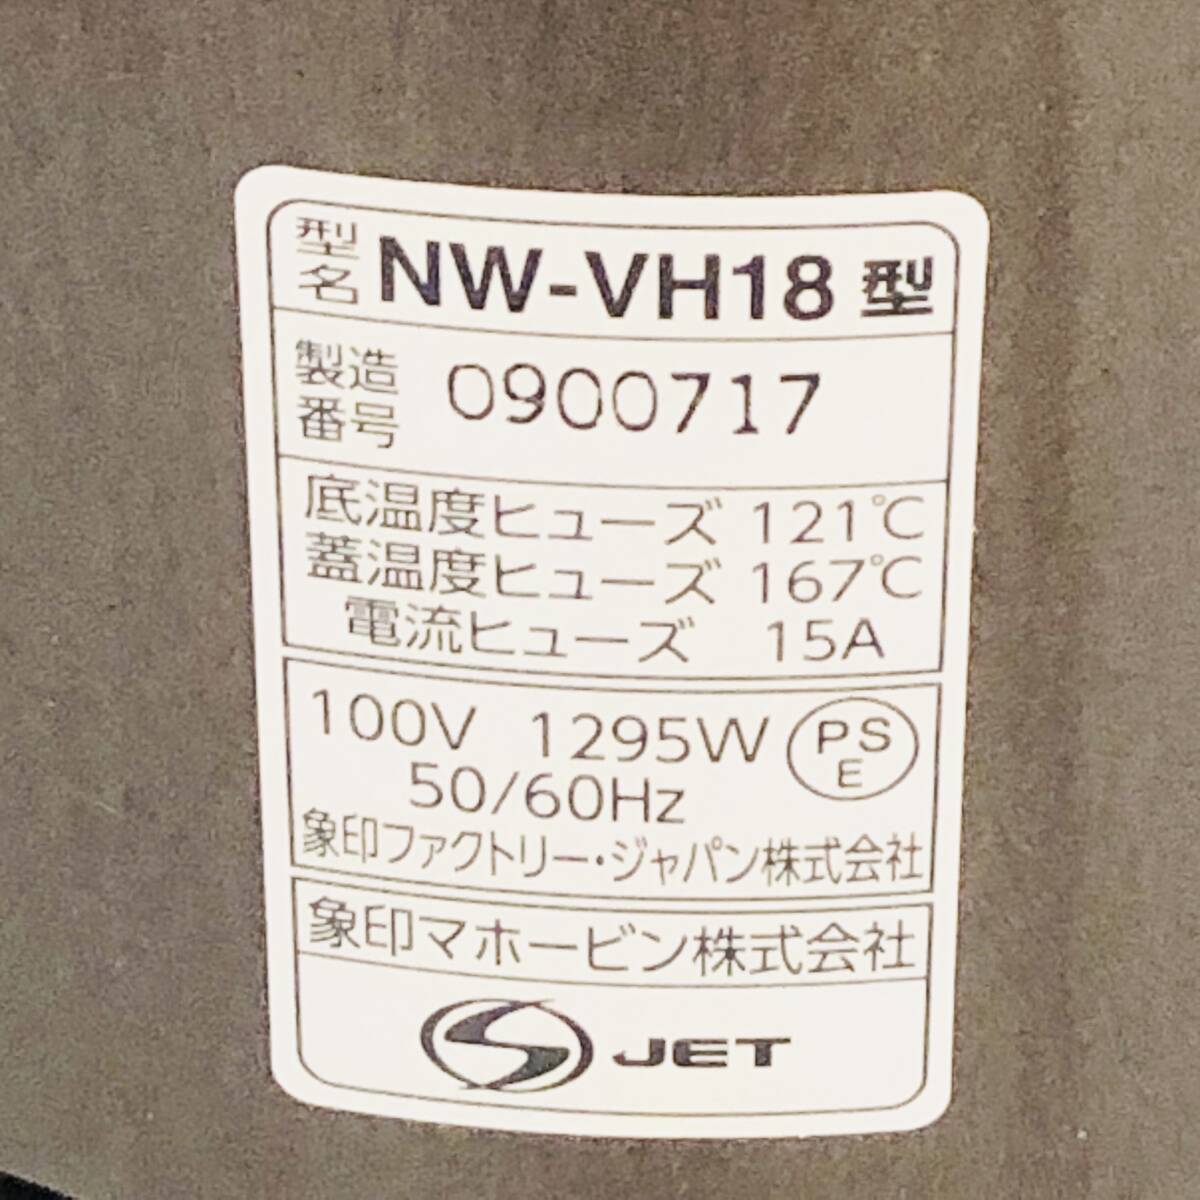 型名 NW-VH18 型
製造番号 0900717
底温度ヒューズ 121℃
蓋温度ヒューズ 167℃
電流ヒューズ 15A
100V 1295W PSE
50/60Hz
象印ファクトリー・ジャパン株式会社
象印マホービン株式会社
S JET